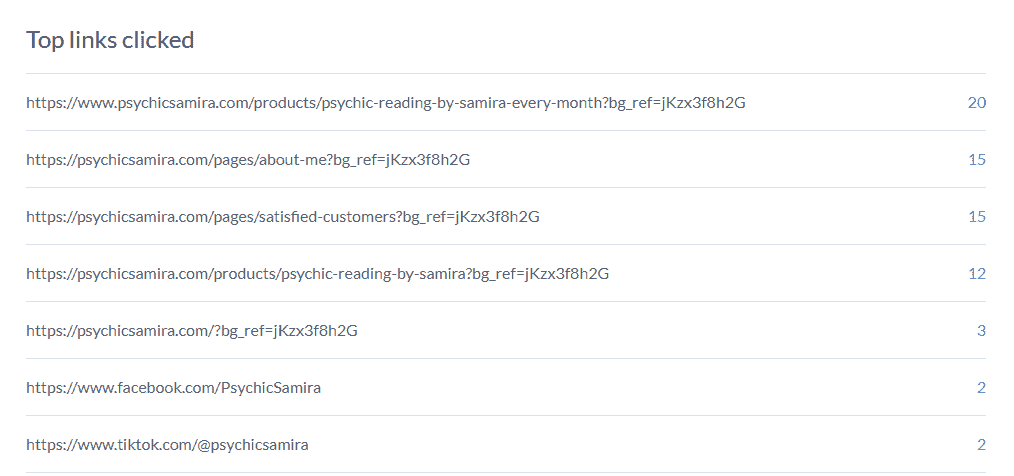 Top links clicked
https://www.psychicsamira.com/products/psychic-reading-by-samira-every-month?bg_ref=jKzx3f8h2G 20
https://psychicsamira.com/pages/about-me?bg_ref=jKzx3f8h2G 15
https://psychicsamira.com/pages/satisfied-customers?bg_ref=jKzx3f8h2G 15
https://psychicsamira.com/products/psychic-reading-by-samira?bg_ref=jKzx3f8h2G 12
https://psychicsamira.com/?bg_ref=jKzx3f8h2G 3
https://www.facebook.com/PsychicSamira 2
https://www.tiktok.com/@psychicsamira 2